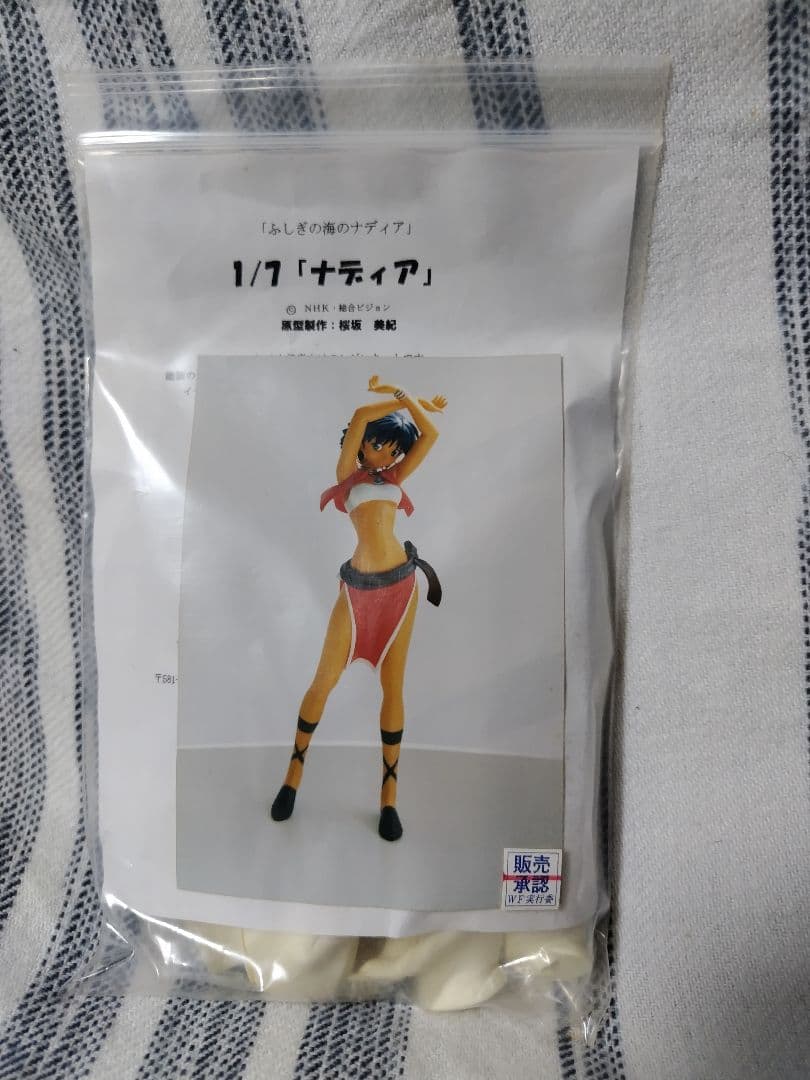 「ふしぎの海のナディア」
1/7「ナディア」
© NHK・総合ビジョン
原型製作：桜坂 美紀
〒581-
販売
承認
WF実行委